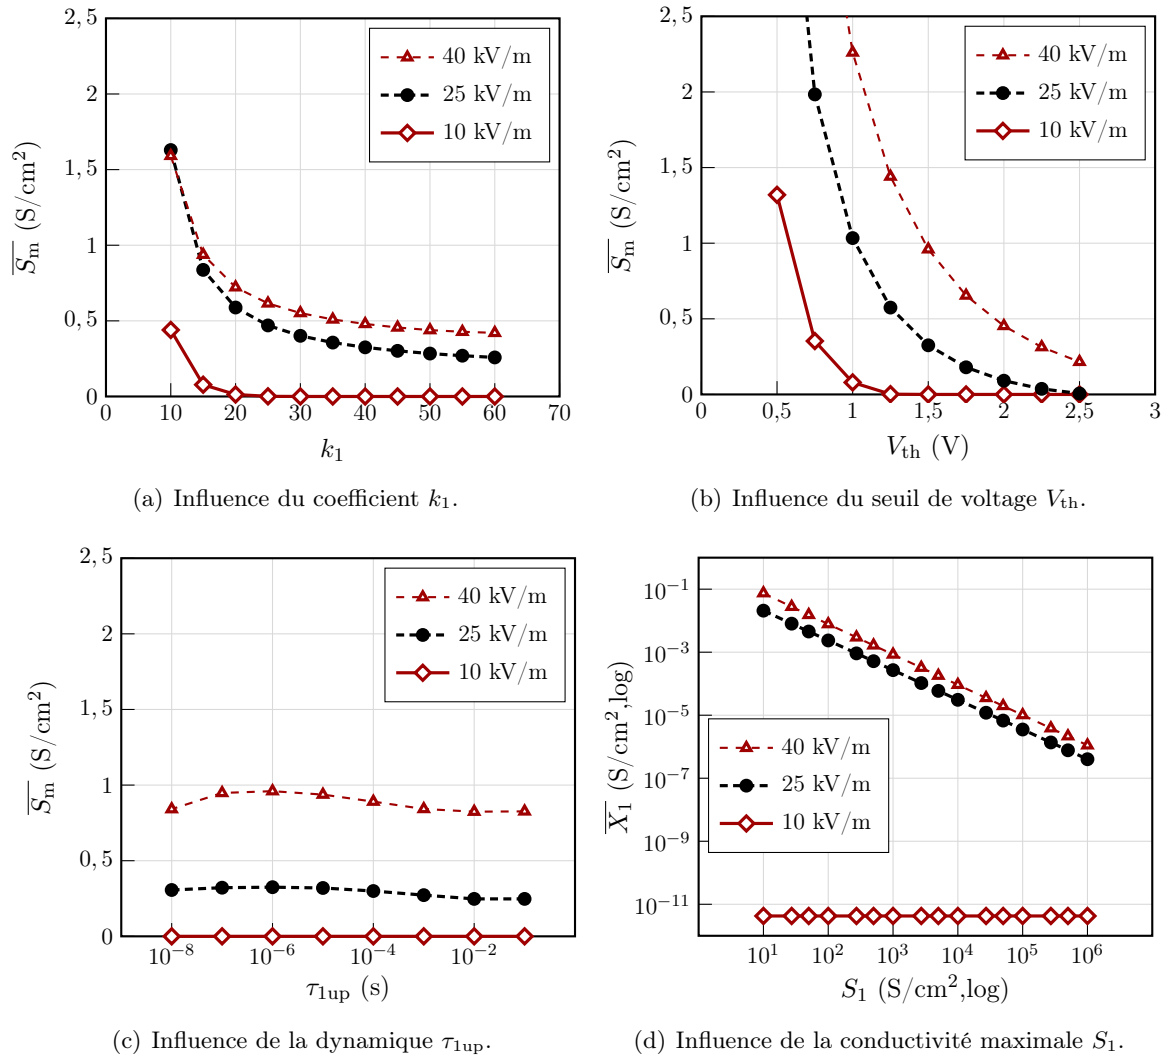 2, 5
2
1, 5
1
0, 5
0
S̅m (S/cm²)
0 10 20 30 40 50 60 70
k₁
40 kV/m
25 kV/m
10 kV/m
(a) Influence du coefficient k₁.
2, 5
2
1, 5
1
0, 5
0
S̅m (S/cm²)
0 0,5 1 1,5 2 2,5 3
Vth (V)
40 kV/m
25 kV/m
10 kV/m
(b) Influence du seuil de voltage Vth.
2, 5
2
1, 5
1
0, 5
0
S̅m (S/cm²)
10⁻⁸ 10⁻⁶ 10⁻⁴ 10⁻²
τ1up (s)
40 kV/m
25 kV/m
10 kV/m
(c) Influence de la dynamique τ1up.
10⁻¹
10⁻³
10⁻⁵
10⁻⁷
10⁻⁹
10⁻¹¹
X̅₁ (S/cm²,log)
10¹ 10² 10³ 10⁴ 10⁵ 10⁶
S₁ (S/cm²,log)
40 kV/m
25 kV/m
10 kV/m
(d) Influence de la conductivité maximale S₁.